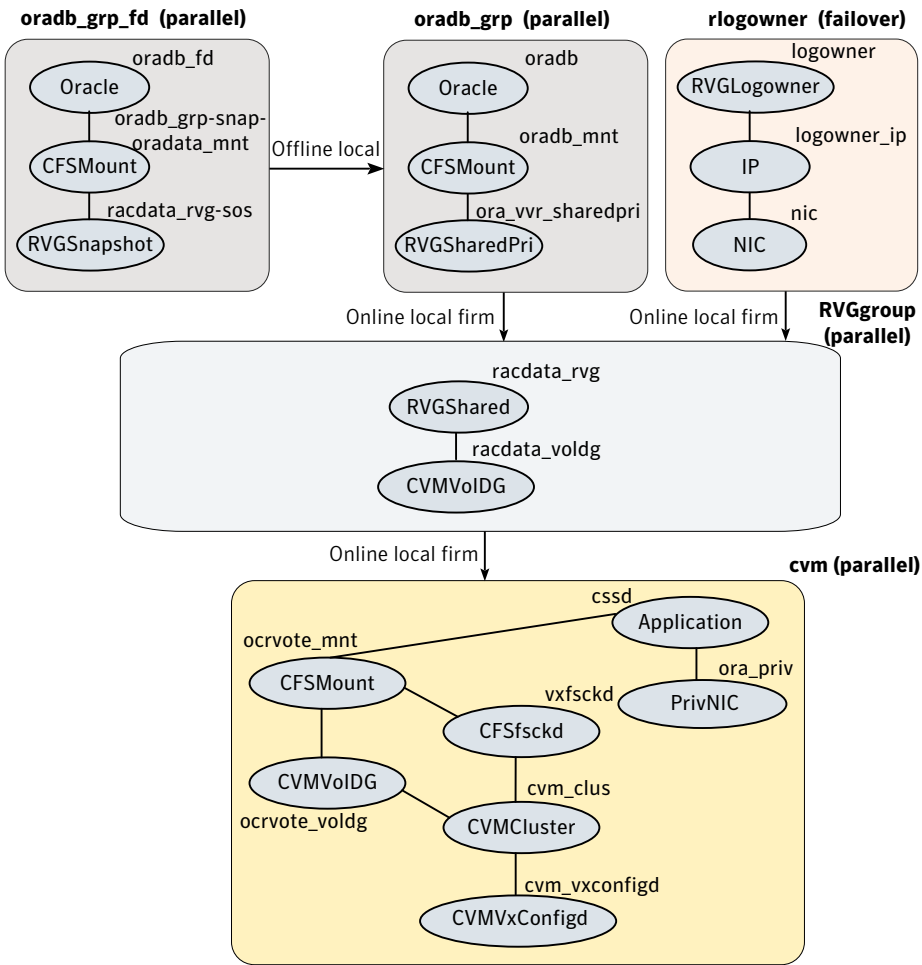 oradb_grp_fd (parallel)
oradb_fd
Oracle
oradb_grp-snap-
oradata_mnt
CFSMount
racdata_rvg-sos
RVGSnapshot
Offline local
oradb_grp (parallel)
oradb
Oracle
oradb_mnt
CFSMount
ora_vvr_sharedpri
RVGSharedPri
rlogowner (failover)
logowner
RVGLogowner
logowner_ip
IP
nic
NIC
Online local firm
Online local firm
RVGgroup
(parallel)
racdata_rvg
RVGShared
racdata_voldg
CVMVolDG
Online local firm
cvm (parallel)
cssd
Application
ora_priv
PrivNIC
ocrvote_mnt
CFSMount
vxfsckd
CFSfsckd
CVMVolDG
ocrvote_voldg
cvm_clus
CVMCluster
cvm_vxconfigd
CVMVxConfigd